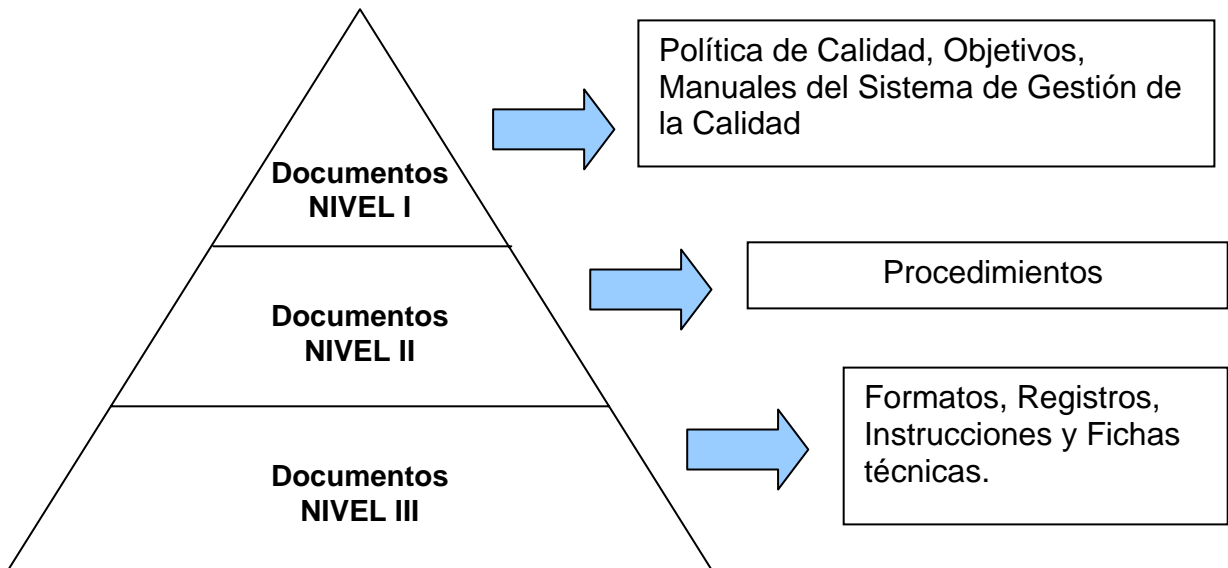 Política de Calidad, Objetivos,
Manuales del Sistema de Gestión de
la Calidad
Documentos
NIVEL I
Procedimientos
Documentos
NIVEL II
Formatos, Registros,
Instrucciones y Fichas
técnicas.
Documentos
NIVEL III